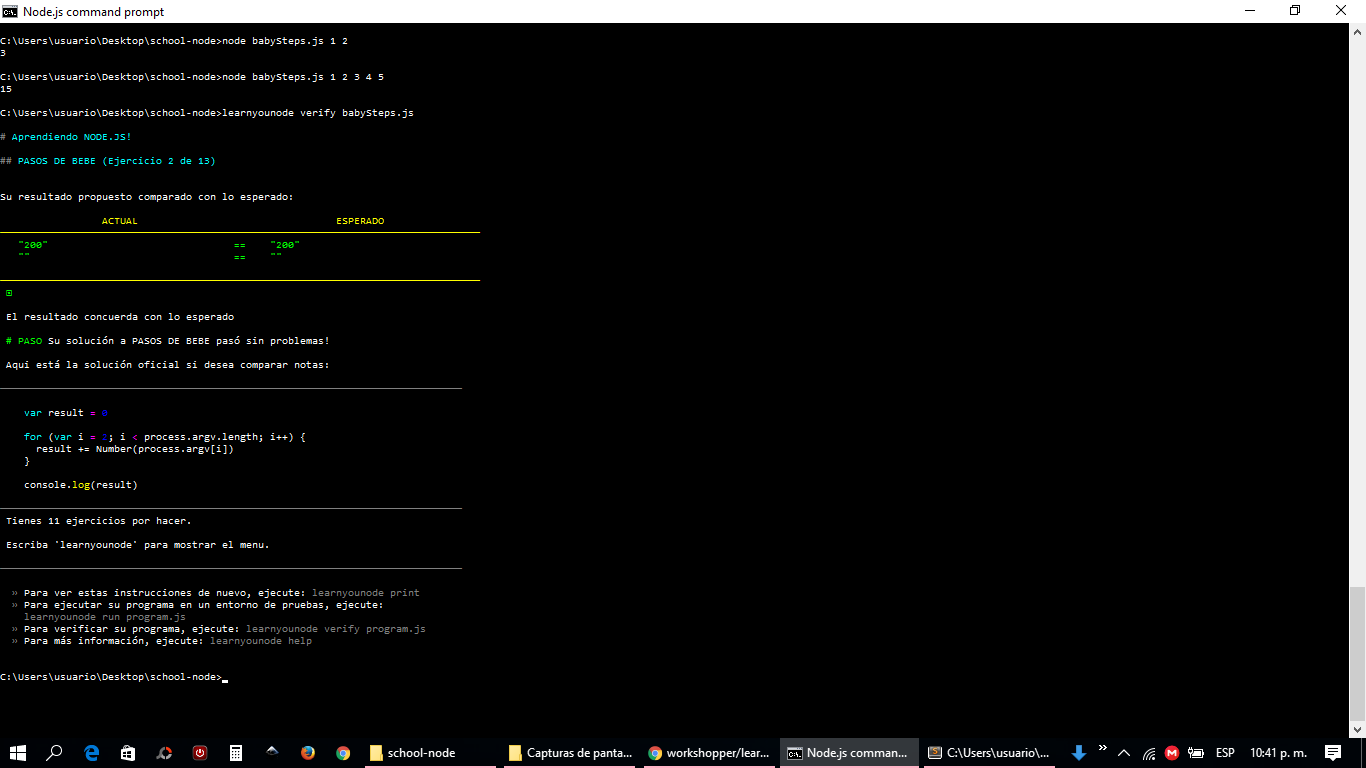 Node.js command prompt
C:\Users\usuario\Desktop\school-node>node babySteps.js 1 2
3
C:\Users\usuario\Desktop\school-node>node babySteps.js 1 2 3 4 5
15
C:\Users\usuario\Desktop\school-node>learnyounode verify babySteps.js
# Aprendiendo NODE.JS!
## PASOS DE BEBE (Ejercicio 2 de 13)
Su resultado propuesto comparado con lo esperado:
ACTUAL ESPERADO
"200" == "200"
"" == ""
El resultado concuerda con lo esperado
# PASO Su solución a PASOS DE BEBE pasó sin problemas!
Aqui está la solución oficial si desea comparar notas:
var result = 0
for (var i = 2; i < process.argv.length; i++) {
result += Number(process.argv[i])
}
console.log(result)
Tienes 11 ejercicios por hacer.
Escriba 'learnyounode' para mostrar el menu.
» Para ver estas instrucciones de nuevo, ejecute: learnyounode print
» Para ejecutar su programa en un entorno de pruebas, ejecute:
learnyounode run program.js
» Para verificar su programa, ejecute: learnyounode verify program.js
» Para más información, ejecute: learnyounode help
C:\Users\usuario\Desktop\school-node>
school-node Capturas de panta... workshopper/lear... Node.js comman... C:\Users\usuario\... ESP 10:41 p. m.